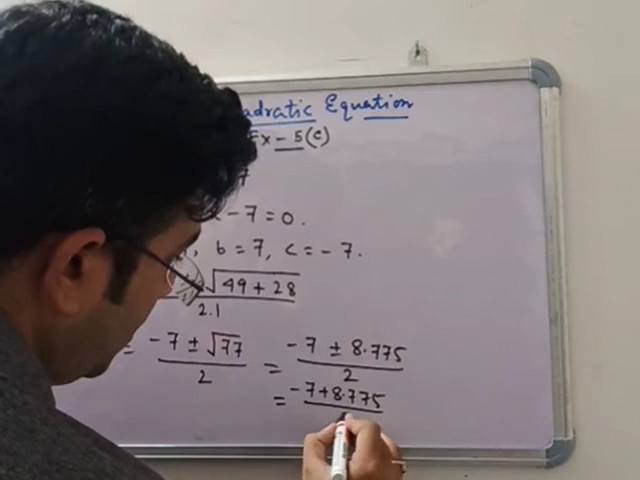 Equation
Ex - 5(c)
7
- 7 = 0.
, b = 7, c = - 7.
√49 + 28
2.1
= -7 ± √77 / 2 = -7 ± 8.775 / 2
= -7+8.775